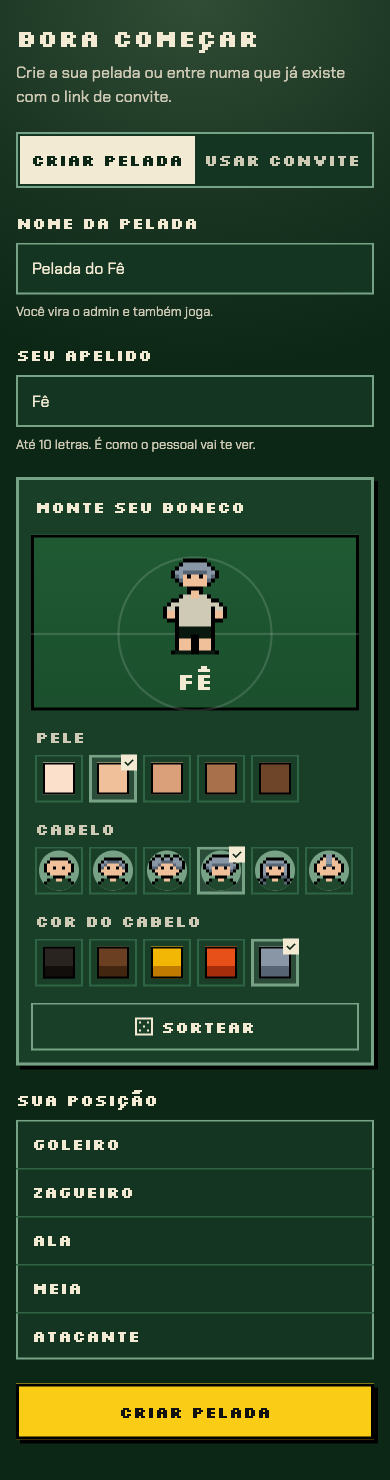 BORA COMEÇAR
Crie a sua pelada ou entre numa que já existe
com o link de convite.
CRIAR PELADA
USAR CONVITE
NOME DA PELADA
Pelada do Fê
Você vira o admin e também joga.
SEU APELIDO
Fê
Até 10 letras. É como o pessoal vai te ver.
MONTE SEU BONECO
FÊ
PELE
CABELO
COR DO CABELO
SORTEAR
SUA POSIÇÃO
GOLEIRO
ZAGUEIRO
ALA
MEIA
ATACANTE
CRIAR PELADA